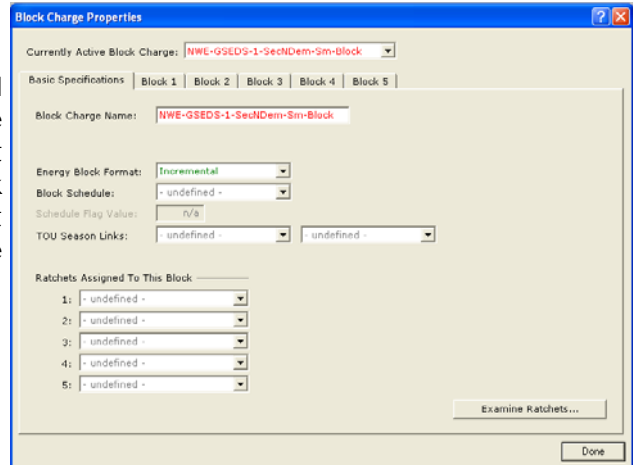 Block Charge Properties
Currently Active Block Charge: NWE-GSEDS-1-SecNDem-Sm-Block
Basic Specifications Block 1 Block 2 Block 3 Block 4 Block 5
Block Charge Name: NWE-GSEDS-1-SecNDem-Sm-Block
Energy Block Format: Incremental
Block Schedule: - undefined -
Schedule Flag Value: n/a
TOU Season Links: - undefined - - undefined -
Ratchets Assigned To This Block
1: - undefined -
2: - undefined -
3: - undefined -
4: - undefined -
5: - undefined -
Examine Ratchets...
Done